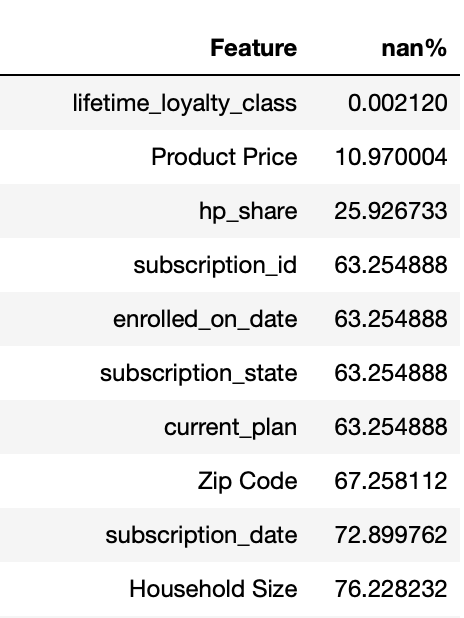 Feature nan%
lifetime_loyalty_class 0.002120
Product Price 10.970004
hp_share 25.926733
subscription_id 63.254888
enrolled_on_date 63.254888
subscription_state 63.254888
current_plan 63.254888
Zip Code 67.258112
subscription_date 72.899762
Household Size 76.228232